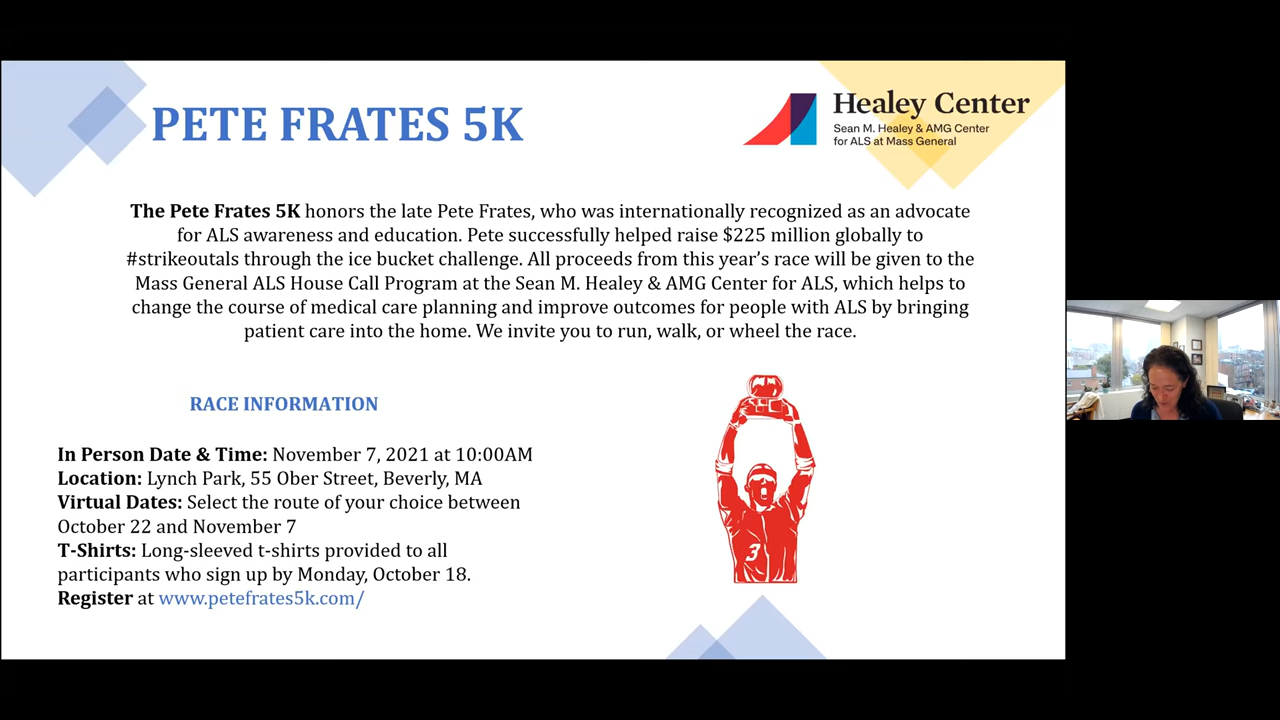 PETE FRATES 5K
Healey Center
Sean M. Healey & AMG Center
for ALS at Mass General
The Pete Frates 5K honors the late Pete Frates, who was internationally recognized as an advocate
for ALS awareness and education. Pete successfully helped raise $225 million globally to
#strikeoutals through the ice bucket challenge. All proceeds from this year’s race will be given to the
Mass General ALS House Call Program at the Sean M. Healey & AMG Center for ALS, which helps to
change the course of medical care planning and improve outcomes for people with ALS by bringing
patient care into the home. We invite you to run, walk, or wheel the race.
RACE INFORMATION
In Person Date & Time: November 7, 2021 at 10:00AM
Location: Lynch Park, 55 Ober Street, Beverly, MA
Virtual Dates: Select the route of your choice between
October 22 and November 7
T-Shirts: Long-sleeved t-shirts provided to all
participants who sign up by Monday, October 18.
Register at www.petefrates5k.com/
3